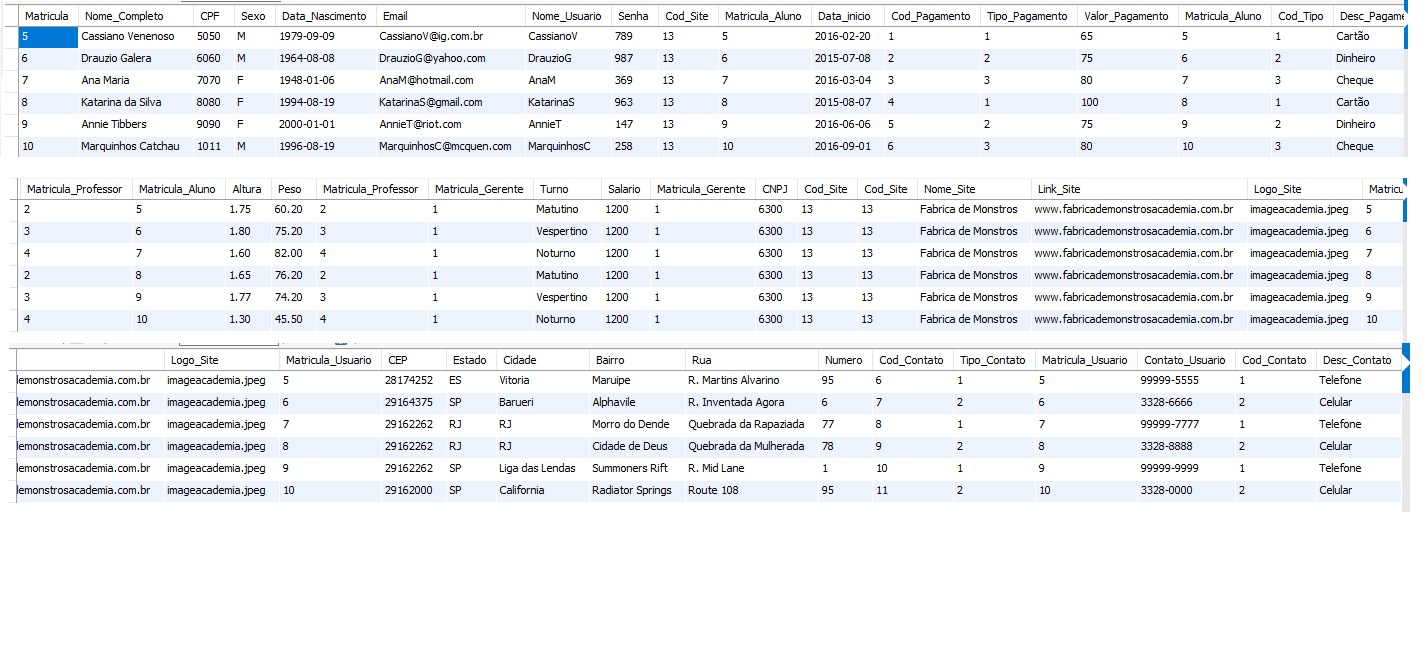 Matricula Nome_Completo CPF Sexo Data_Nascimento Email Nome_Usuario Senha Cod_Site Matricula_Aluno Data_inicio Cod_Pagamento Tipo_Pagamento Valor_Pagamento Matricula_Aluno Cod_Tipo Desc_Pagame
5 Cassiano Venenoso 5050 M 1979-09-09 CassianoV@ig.com.br CassianoV 789 13 5 2016-02-20 1 1 65 5 1 Cartão
6 Drauzio Galera 6060 M 1964-08-08 DrauzioG@yahoo.com DrauzioG 987 13 6 2015-07-08 2 2 75 6 2 Dinheiro
7 Ana Maria 7070 F 1948-01-06 AnaM@hotmail.com AnaM 369 13 7 2016-03-04 3 3 80 7 3 Cheque
8 Katarina da Silva 8080 F 1994-08-19 KatarinaS@gmail.com KatarinaS 963 13 8 2015-08-07 4 1 100 8 1 Cartão
9 Annie Tibbers 9090 F 2000-01-01 AnnieT@riot.com AnnieT 147 13 9 2016-06-06 5 2 75 9 2 Dinheiro
10 Marquinhos Catchau 1011 M 1996-08-19 MarquinhosC@mcquen.com MarquinhosC 258 13 10 2016-09-01 6 3 80 10 3 Cheque
Matricula_Professor Matricula_Aluno Altura Peso Matricula_Professor Matricula_Gerente Turno Salario Matricula_Gerente CNPJ Cod_Site Cod_Site Nome_Site Link_Site Logo_Site Matricu
2 5 1.75 60.20 2 1 Matutino 1200 1 6300 13 13 Fabrica de Monstros www.fabricademonstrosacademia.com.br imageacademia.jpeg 5
3 6 1.80 75.20 3 1 Vespertino 1200 1 6300 13 13 Fabrica de Monstros www.fabricademonstrosacademia.com.br imageacademia.jpeg 6
4 7 1.60 82.00 4 1 Noturno 1200 1 6300 13 13 Fabrica de Monstros www.fabricademonstrosacademia.com.br imageacademia.jpeg 7
2 8 1.65 76.20 2 1 Matutino 1200 1 6300 13 13 Fabrica de Monstros www.fabricademonstrosacademia.com.br imageacademia.jpeg 8
3 9 1.77 74.20 3 1 Vespertino 1200 1 6300 13 13 Fabrica de Monstros www.fabricademonstrosacademia.com.br imageacademia.jpeg 9
4 10 1.30 45.50 4 1 Noturno 1200 1 6300 13 13 Fabrica de Monstros www.fabricademonstrosacademia.com.br imageacademia.jpeg 10
Logo_Site Matricula_Usuario CEP Estado Cidade Bairro Rua Numero Cod_Contato Tipo_Contato Matricula_Usuario Contato_Usuario Cod_Contato Desc_Contato
lemonstrosacademia.com.br imageacademia.jpeg 5 28174252 ES Vitoria Maruipe R. Martins Alvarino 95 6 1 5 99999-5555 1 Telefone
lemonstrosacademia.com.br imageacademia.jpeg 6 29164375 SP Barueri Alphavile R. Inventada Agora 6 7 2 6 3328-6666 2 Celular
lemonstrosacademia.com.br imageacademia.jpeg 7 29162262 RJ RJ Morro do Dende Quebrada da Rapaziada 77 8 1 7 99999-7777 1 Telefone
lemonstrosacademia.com.br imageacademia.jpeg 8 29162262 RJ RJ Cidade de Deus Quebrada da Mulherada 78 9 2 8 3328-8888 2 Celular
lemonstrosacademia.com.br imageacademia.jpeg 9 29162262 SP Liga das Lendas Summoners Rift R. Mid Lane 1 10 1 9 99999-9999 1 Telefone
lemonstrosacademia.com.br imageacademia.jpeg 10 29162000 SP California Radiator Springs Route 108 95 11 2 10 3328-0000 2 Celular